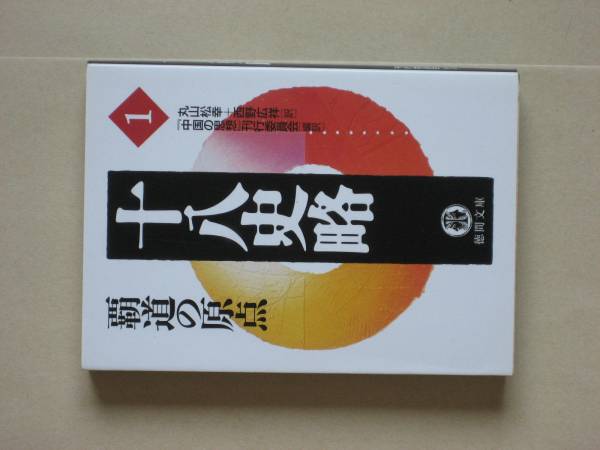 1
丸山松幸+西野広祥[訳]
「中国の思想」刊行委員会[編訳]
十八史略
覇道の原点
徳間文庫